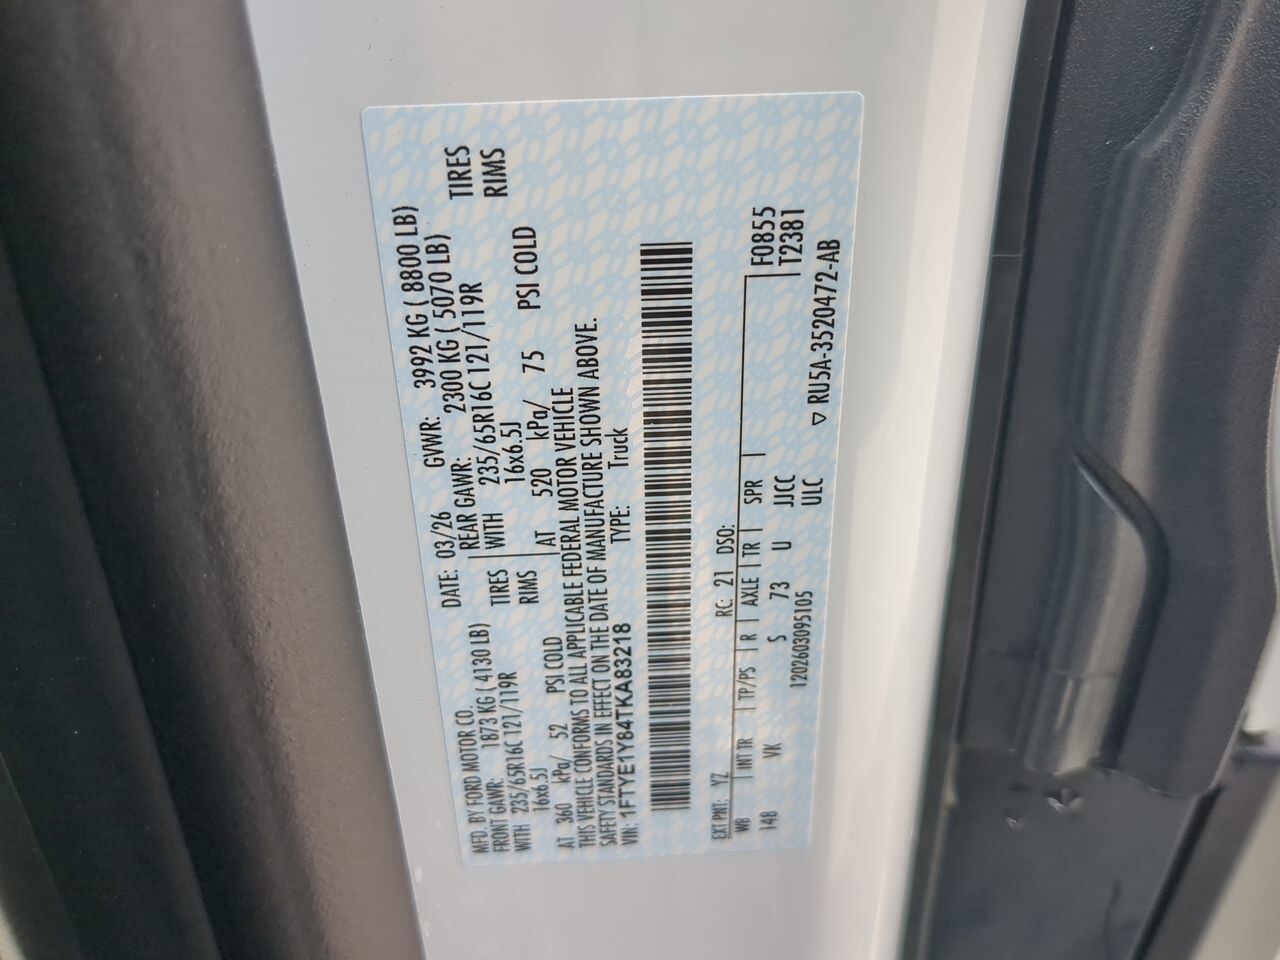 MFD. BY FORD MOTOR CO.
DATE: 03/26 GVWR: 3992 KG ( 8800 LB)
FRONT GAWR: 1873 KG ( 4130 LB) REAR GAWR: 2300 KG ( 5070 LB)
WITH 235/65R16C 121/119R TIRES WITH 235/65R16C 121/119R TIRES
16x6.5J RIMS 16x6.5J RIMS
AT 360 kPa/ 52 PSI COLD AT 520 kPa/ 75 PSI COLD
THIS VEHICLE CONFORMS TO ALL APPLICABLE FEDERAL MOTOR VEHICLE
SAFETY STANDARDS IN EFFECT ON THE DATE OF MANUFACTURE SHOWN ABOVE.
VIN: 1FTYE1Y84TKA83218 TYPE: Truck
EXT PNT: YZ RC: 21 DSO:
WB INT TR TP/PS R AXLE TR SPR F0855
148 VK S 73 U JJCC T2381
1202603095105 ULC
▽ RU5A-3520472-AB